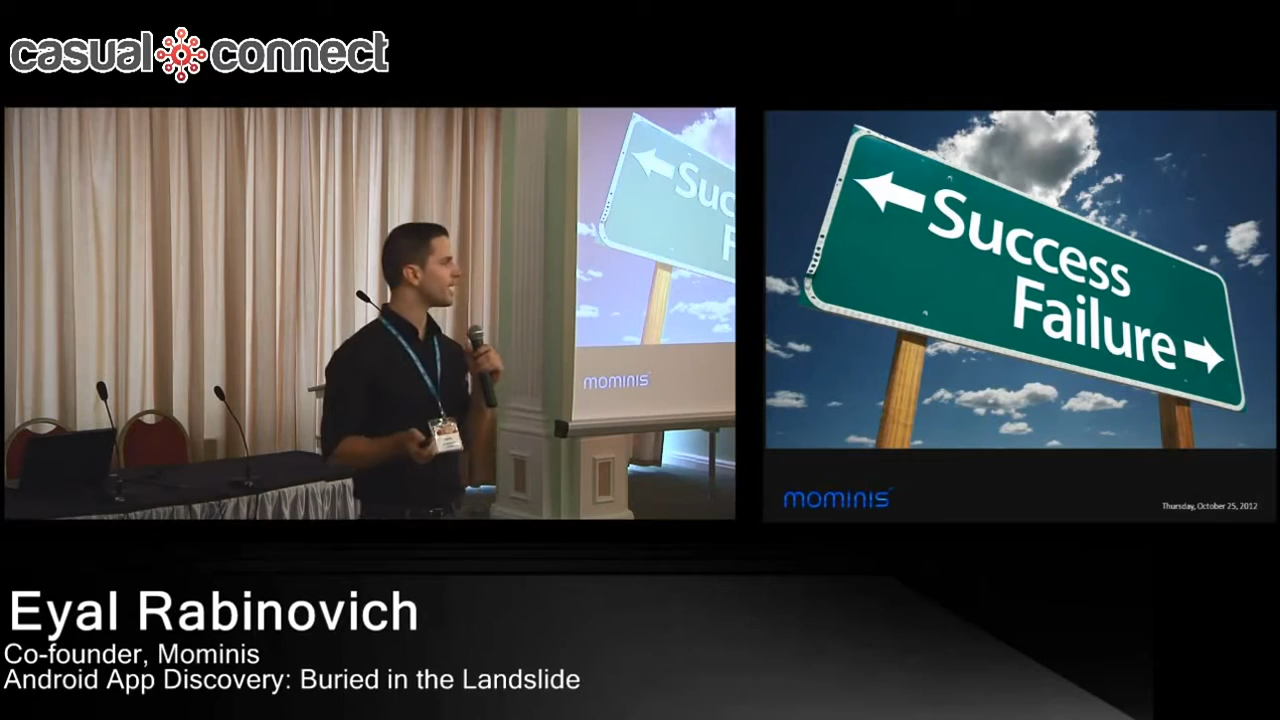 casual connect
Succ
F
mominis
Success
Failure
mominis
Thursday, October 25, 2012
Eyal Rabinovich
Co-founder, Mominis
Android App Discovery: Buried in the Landslide